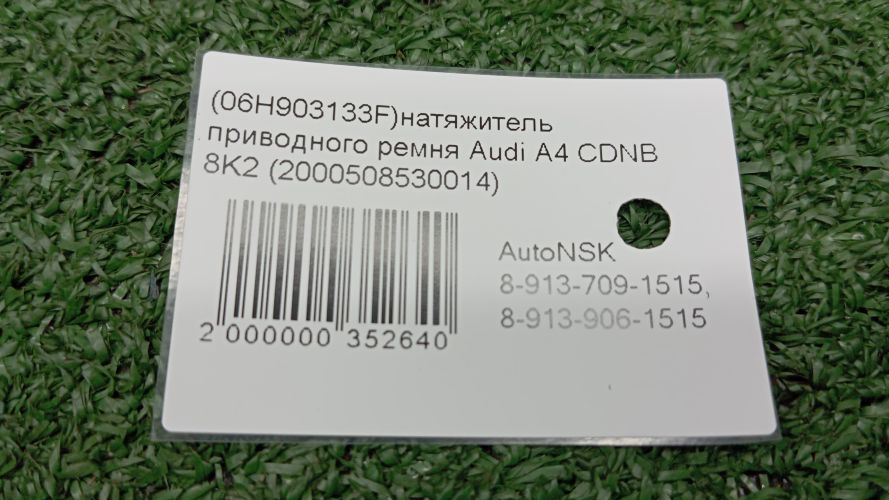 (06H903133F)натяжитель
приводного ремня Audi A4 CDNB
8K2 (2000508530014)
AutoNSK
8-913-709-1515,
8-913-906-1515
2 000000 352640